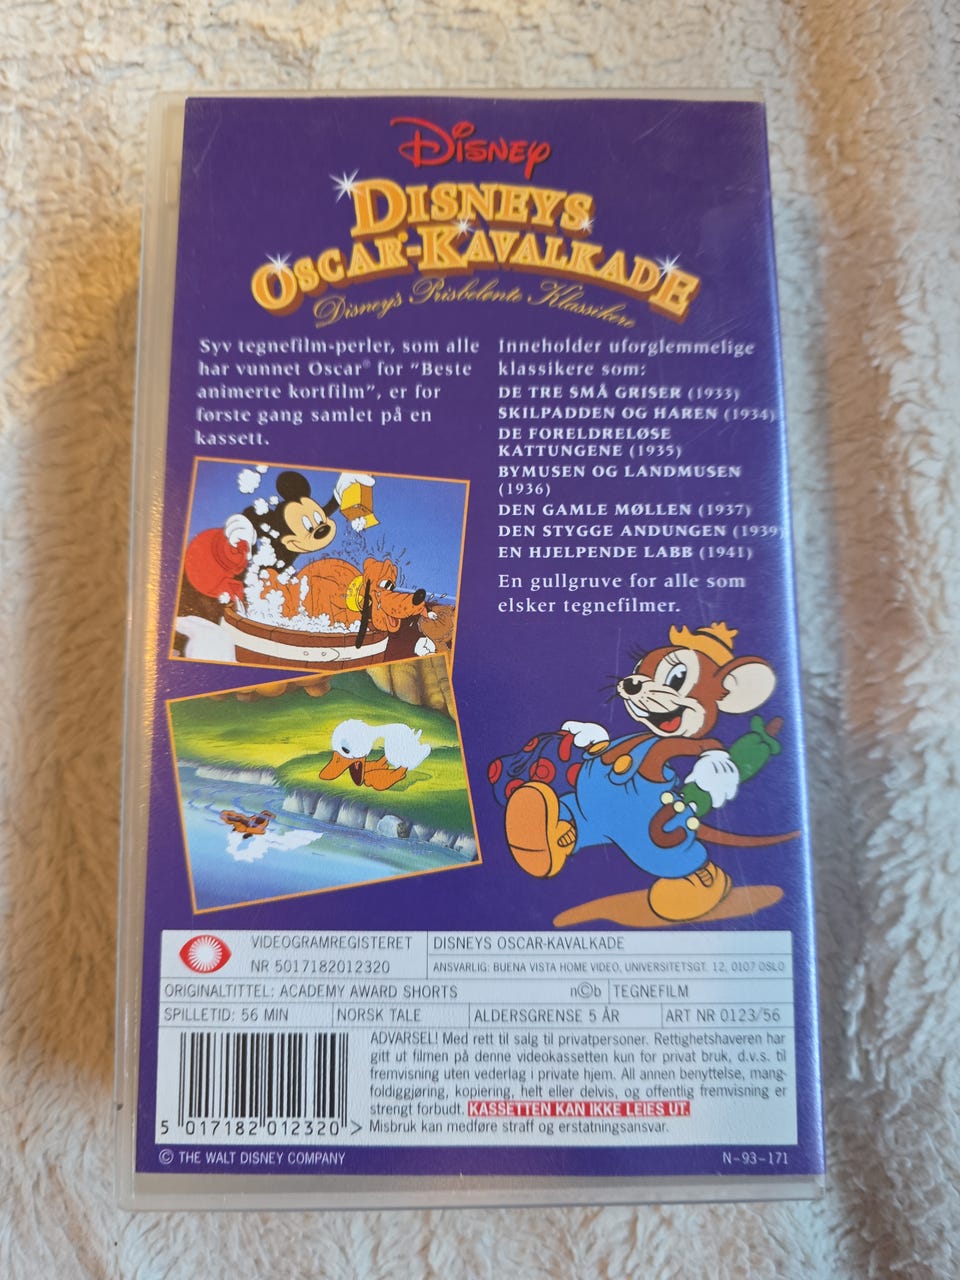 Disney
DISNEYS
OSCAR®-KAVALKADE
Disney's Prisbelønte Klassikere
Syv tegnefilm-perler, som alle
har vunnet Oscar® for "Beste
animerte kortfilm", er for
første gang samlet på en
kassett.
Inneholder uforglemmelige
klassikere som:
DE TRE SMÅ GRISER (1933)
SKILPADDEN OG HAREN (1934)
DE FORELDRELØSE
KATTUNGENE (1935)
BYMUSEN OG LANDMUSEN
(1936)
DEN GAMLE MØLLEN (1937)
DEN STYGGE ANDUNGEN (1939)
EN HJELPENDE LABB (1941)
En gullgruve for alle som
elsker tegnefilmer.
VIDEOGRAMREGISTERET
NR 5017182012320
DISNEYS OSCAR-KAVALKADE
ANSVARLIG: BUENA VISTA HOME VIDEO, UNIVERSITETSGT. 12, 0107 OSLO
ORIGINALTITTEL: ACADEMY AWARD SHORTS
n©b TEGNEFILM
SPILLETID: 56 MIN NORSK TALE ALDERSGRENSE 5 ÅR ART NR 0123/56
ADVARSEL! Med rett til salg til privatpersoner. Rettighetshaveren har
gitt ut filmen på denne videokassetten kun for privat bruk, d.v.s. til
fremvisning uten vederlag i private hjem. All annen benyttelse, mang-
foldiggjøring, kopiering, helt eller delvis, og offentlig fremvisning er
strengt forbudt. KASSETTEN KAN IKKE LEIES UT.
Misbruk kan medføre straff og erstatningsansvar.
5 017182 012320 >
© THE WALT DISNEY COMPANY
N-93-171